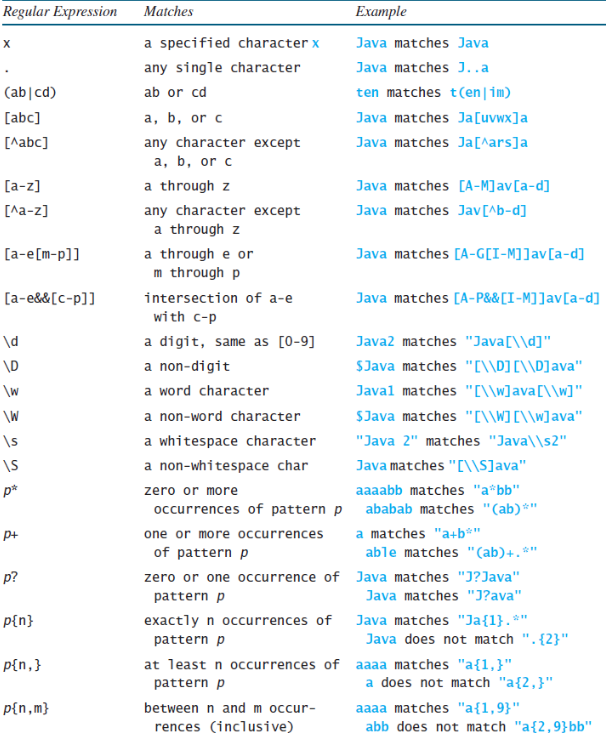 Regular Expression Matches Example
x a specified character x Java matches Java
. any single character Java matches J..a
(ab|cd) ab or cd ten matches t(en|im)
[abc] a, b, or c Java matches Ja[uvwx]a
[^abc] any character except Java matches Ja[^ars]a
a, b, or c
[a-z] a through z Java matches [A-M]av[a-d]
[^a-z] any character except Java matches Jav[^b-d]
a through z
[a-e[m-p]] a through e or Java matches [A-G[I-M]]av[a-d]
m through p
[a-e&&[c-p]] intersection of a-e Java matches [A-P&&[I-M]]av[a-d]
with c-p
\d a digit, same as [0-9] Java2 matches "Java[\\d]"
\D a non-digit $Java matches "[\\D][\\D]ava"
\w a word character Java1 matches "[\\w]ava[\\w]"
\W a non-word character $Java matches "[\\W][\\w]ava"
\s a whitespace character "Java 2" matches "Java\\s2"
\S a non-whitespace char Java matches "[\\S]ava"
p* zero or more aaaabb matches "a*bb"
occurrences of pattern p ababab matches "(ab)*"
p+ one or more occurrences a matches "a+b*"
of pattern p able matches "(ab)+.*"
p? zero or one occurrence of Java matches "J?Java"
pattern p Java matches "J?ava"
p{n} exactly n occurrences of Java matches "Ja{1}.*"
pattern p Java does not match ".{2}"
p{n,} at least n occurrences of aaaa matches "a{1,}"
pattern p a does not match "a{2,}"
p{n,m} between n and m occur- aaaa matches "a{1,9}"
rences (inclusive) abb does not match "a{2,9}bb"